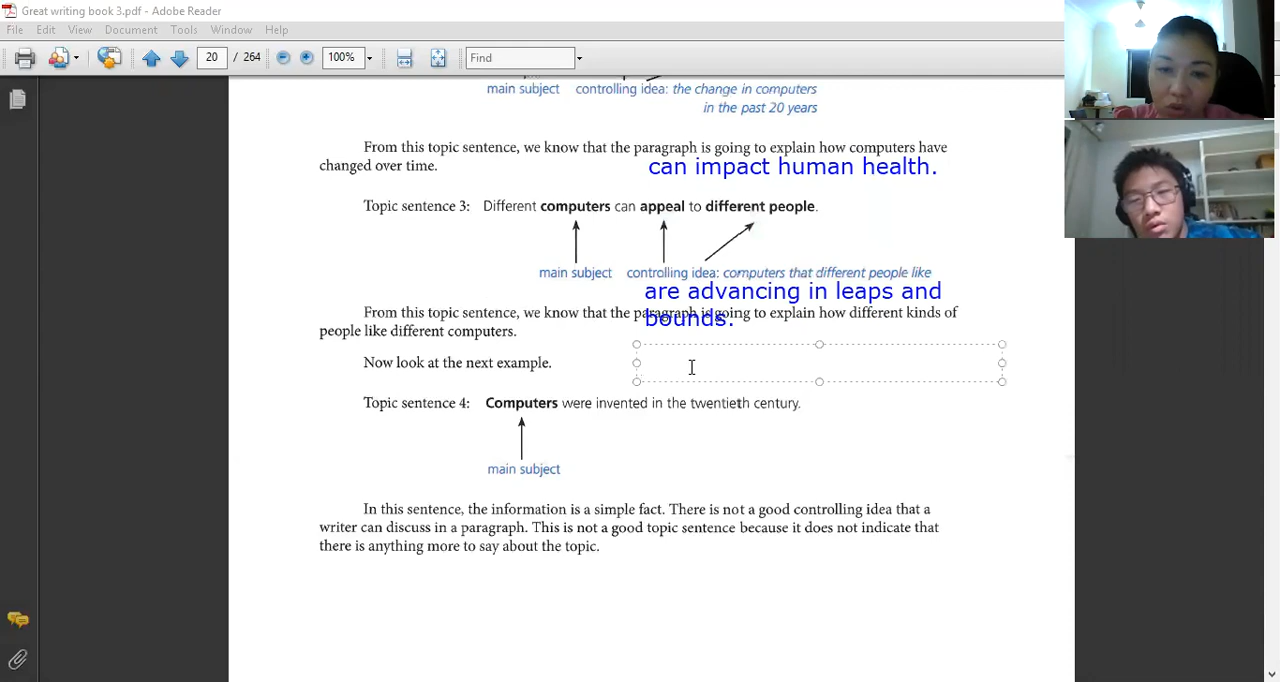 Great writing book 3.pdf - Adobe Reader
File Edit View Document Tools Window Help
20 / 264 100% Find
main subject controlling idea: the change in computers
in the past 20 years
From this topic sentence, we know that the paragraph is going to explain how computers have
changed over time.
can impact human health.
Topic sentence 3: Different computers can appeal to different people.
main subject controlling idea: computers that different people like
are advancing in leaps and
bounds.
From this topic sentence, we know that the paragraph is going to explain how different kinds of
people like different computers.
Now look at the next example.
Topic sentence 4: Computers were invented in the twentieth century.
main subject
In this sentence, the information is a simple fact. There is not a good controlling idea that a
writer can discuss in a paragraph. This is not a good topic sentence because it does not indicate that
there is anything more to say about the topic.